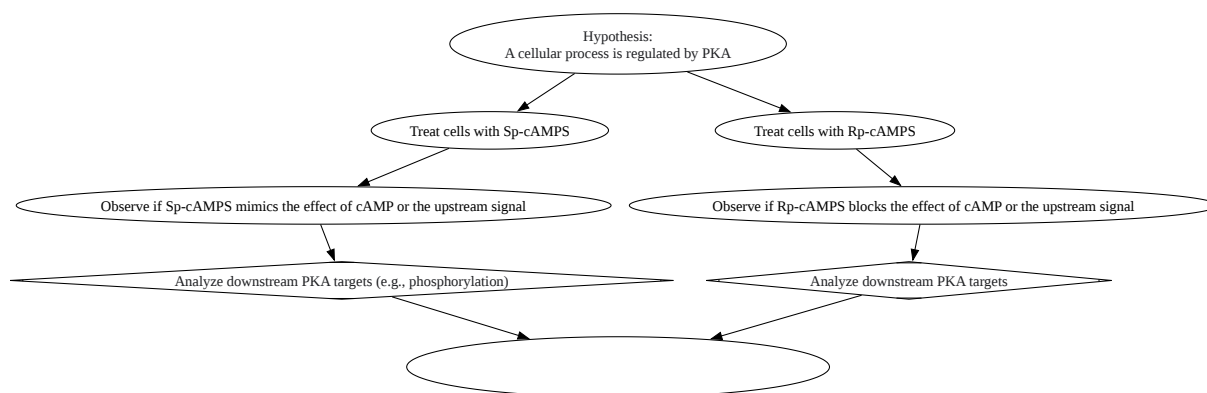 Hypothesis:
A cellular process is regulated by PKA
Treat cells with Sp-cAMPS
Treat cells with Rp-cAMPS
Observe if Sp-cAMPS mimics the effect of cAMP or the upstream signal
Observe if Rp-cAMPS blocks the effect of cAMP or the upstream signal
Analyze downstream PKA targets (e.g., phosphorylation)
Analyze downstream PKA targets